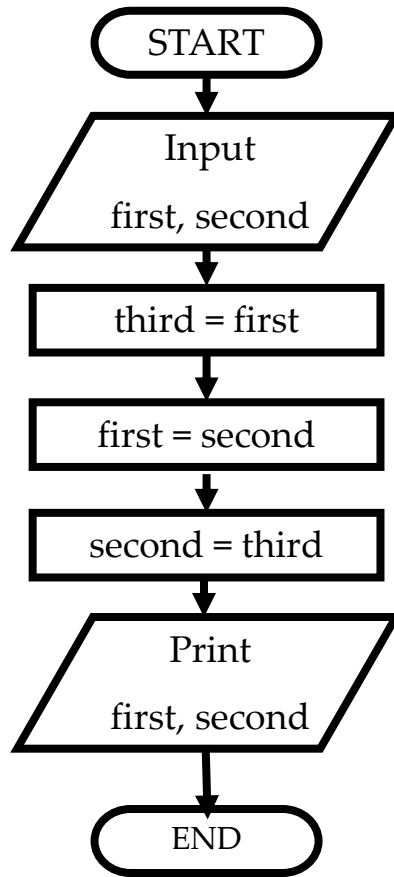 START
Input
first, second
third = first
first = second
second = third
Print
first, second
END